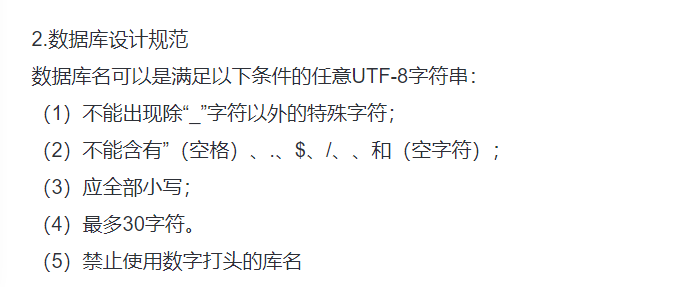 2.数据库设计规范
数据库名可以是满足以下条件的任意UTF-8字符串：
（1）不能出现除“_”字符以外的特殊字符；
（2）不能含有”（空格）、.、$、/、、和（空字符）；
（3）应全部小写；
（4）最多30字符。
（5）禁止使用数字打头的库名